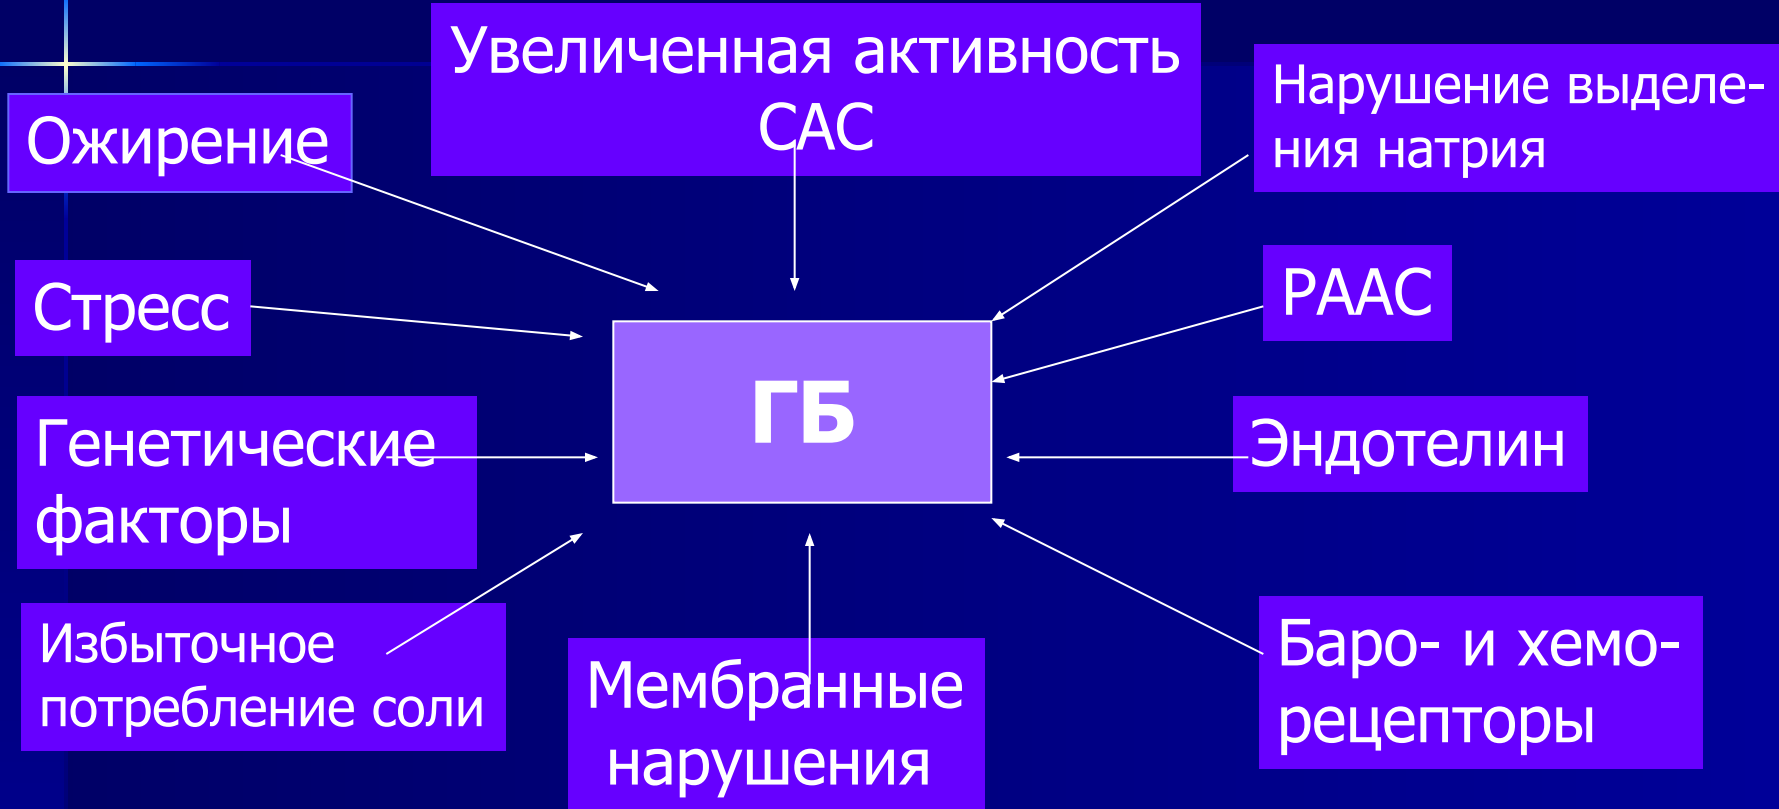 Увеличенная активность
САС
Ожирение
Нарушение выделе-
ния натрия
Стресс
РААС
ГБ
Генетические
факторы
Эндотелин
Избыточное
потребление соли
Мембранные
нарушения
Баро- и хемо-
рецепторы